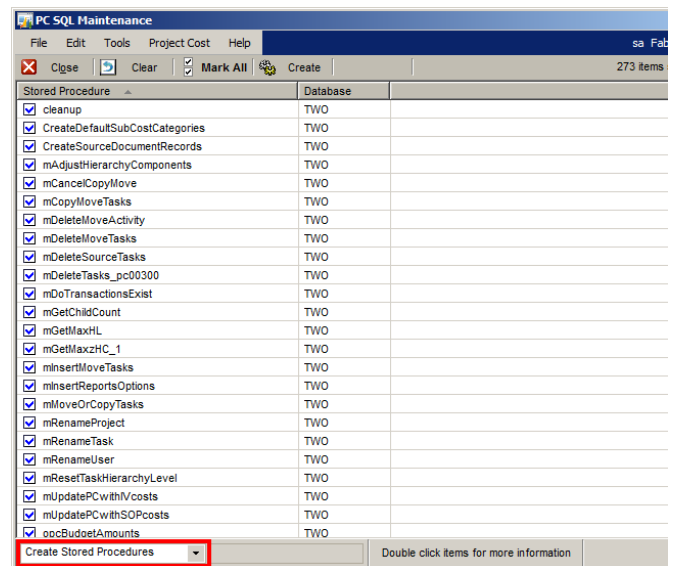 PC SQL Maintenance
File Edit Tools Project Cost Help sa Fab
Close Clear Mark All Create 273 items
Stored Procedure Database
cleanup TWO
CreateDefaultSubCostCategories TWO
CreateSourceDocumentRecords TWO
mAdjustHierarchyComponents TWO
mCancelCopyMove TWO
mCopyMoveTasks TWO
mDeleteMoveActivity TWO
mDeleteMoveTasks TWO
mDeleteSourceTasks TWO
mDeleteTasks_pc00300 TWO
mDoTransactionsExist TWO
mGetChildCount TWO
mGetMaxHL TWO
mGetMaxzHC_1 TWO
mInsertMoveTasks TWO
mInsertReportsOptions TWO
mMoveOrCopyTasks TWO
mRenameProject TWO
mRenameTask TWO
mRenameUser TWO
mResetTaskHierarchyLevel TWO
mUpdatePCwithIVcosts TWO
mUpdatePCwithSOPcosts TWO
opcBudgetAmounts TWO
Create Stored Procedures Double click items for more information